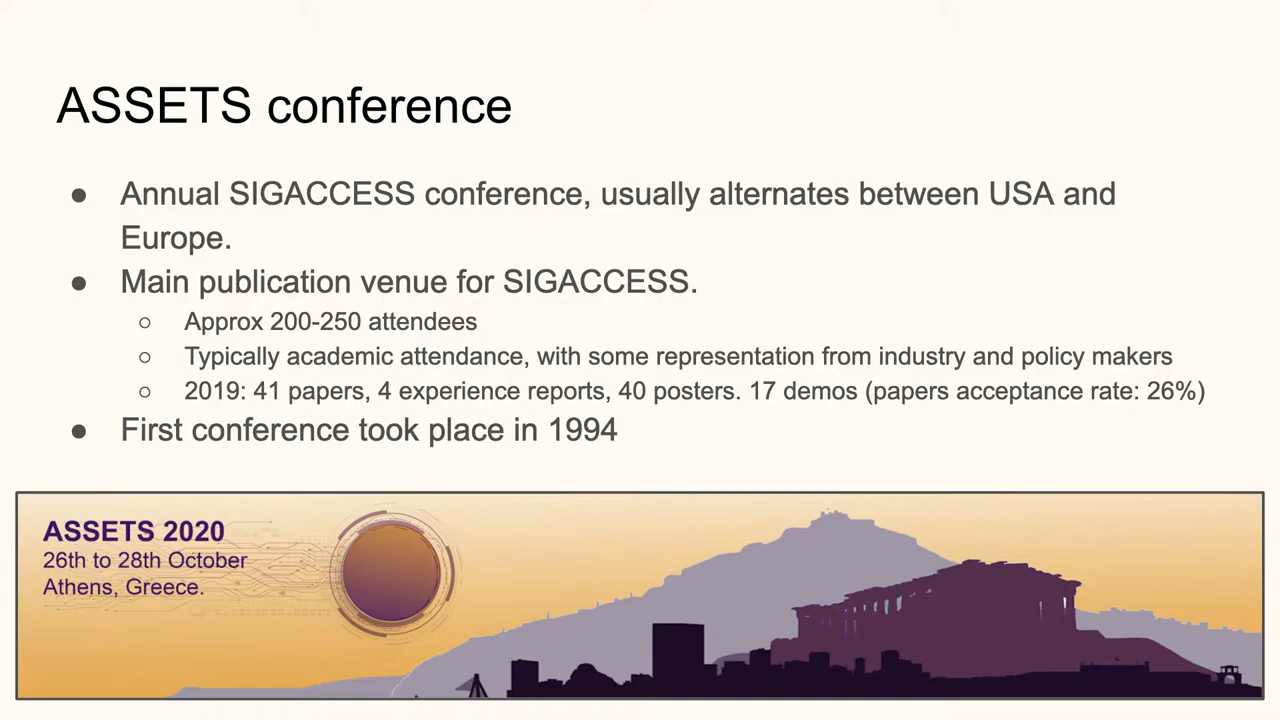 ASSETS conference
● Annual SIGACCESS conference, usually alternates between USA and
Europe.
● Main publication venue for SIGACCESS.
○ Approx 200-250 attendees
○ Typically academic attendance, with some representation from industry and policy makers
○ 2019: 41 papers, 4 experience reports, 40 posters. 17 demos (papers acceptance rate: 26%)
● First conference took place in 1994
ASSETS 2020
26th to 28th October
Athens, Greece.